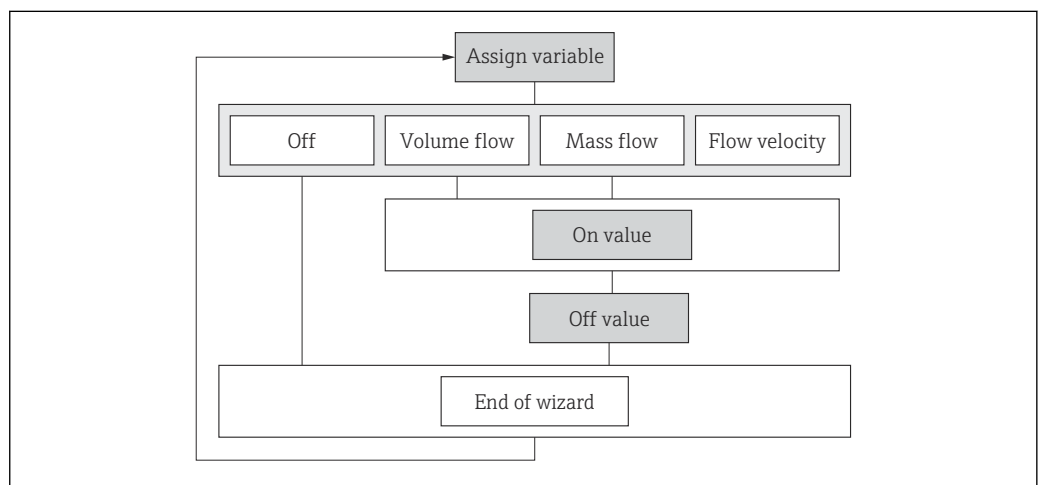 Assign variable
Off
Volume flow
Mass flow
Flow velocity
On value
Off value
End of wizard